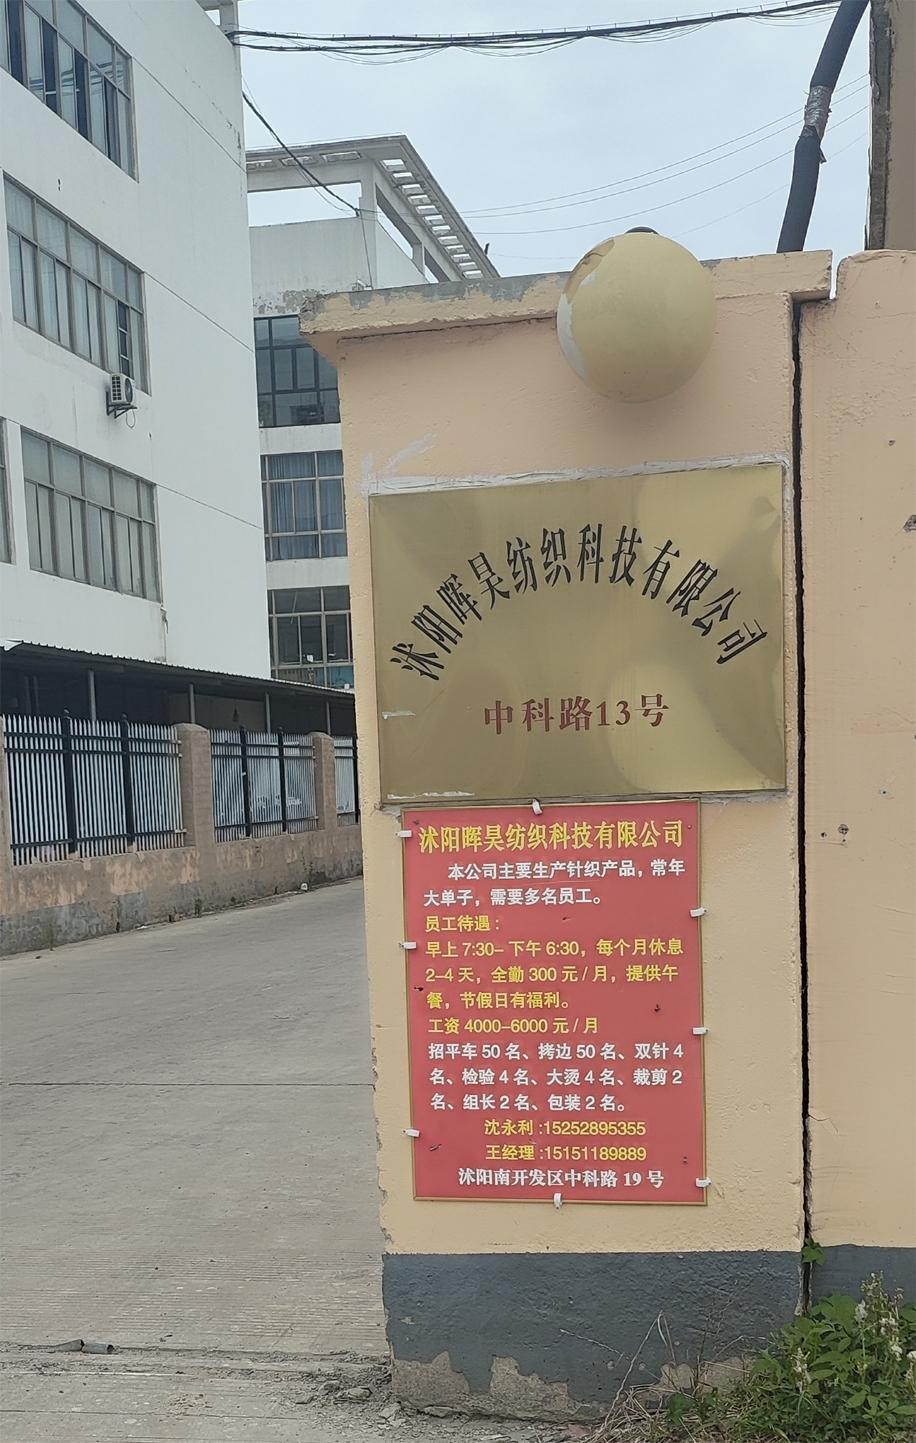 沭阳晖昊纺织科技有限公司
中科路13号
沭阳晖昊纺织科技有限公司
本公司主要生产针织产品，常年
大单子，需要多名员工。
员工待遇：
早上7:30-下午6:30，每个月休息
2-4天，全勤300元/月，提供午
餐，节假日有福利。
工资4000-6000元/月
招平车50名、拷边50名、双针4
名、检验4名、大烫4名、裁剪2
名、组长2名、包装2名。
沈永利:15252895355
王经理:15151189889
沭阳南开发区中科路19号